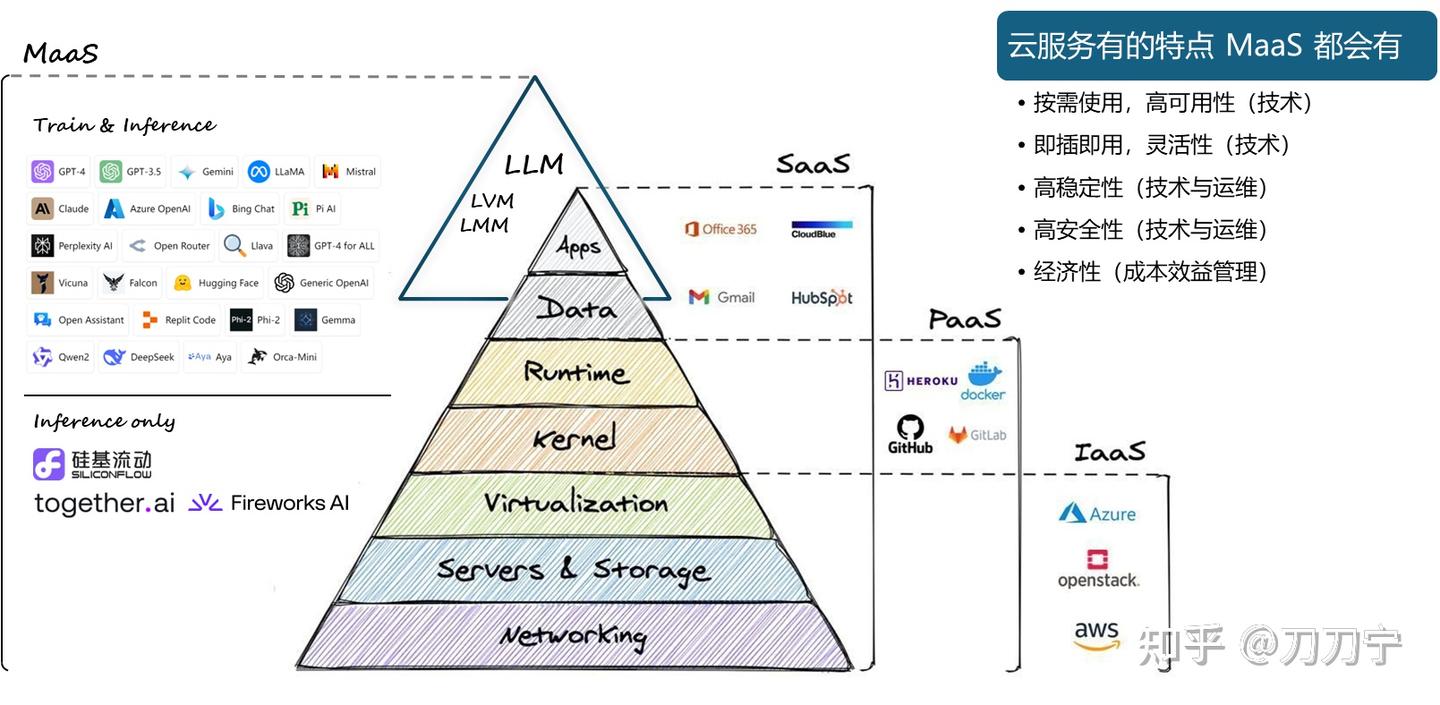 MaaS
Train & Inference
GPT-4 GPT-3.5 Gemini LLaMA Mistral
Claude Azure OpenAI Bing Chat Pi Pi AI
Perplexity AI Open Router Llava GPT-4 for ALL
Vicuna Falcon Hugging Face Generic OpenAI
Open Assistant Replit Code Phi-2 Phi-2 Gemma
Qwen2 DeepSeek Aya Aya Orca-Mini
Inference only
硅基流动
SILICONFLOW
together.ai Fireworks AI
LLM
LVM
LMM
Apps
Data
Runtime
Kernel
Virtualization
Servers & Storage
Networking
SaaS
Office 365 CloudBlue
Gmail HubSpot
PaaS
HEROKU docker
GitHub GitLab
IaaS
Azure
openstack.
aws
云服务有的特点 MaaS 都会有
• 按需使用，高可用性（技术）
• 即插即用，灵活性（技术）
• 高稳定性（技术与运维）
• 高安全性（技术与运维）
• 经济性（成本效益管理）
知乎 @刀刀宁